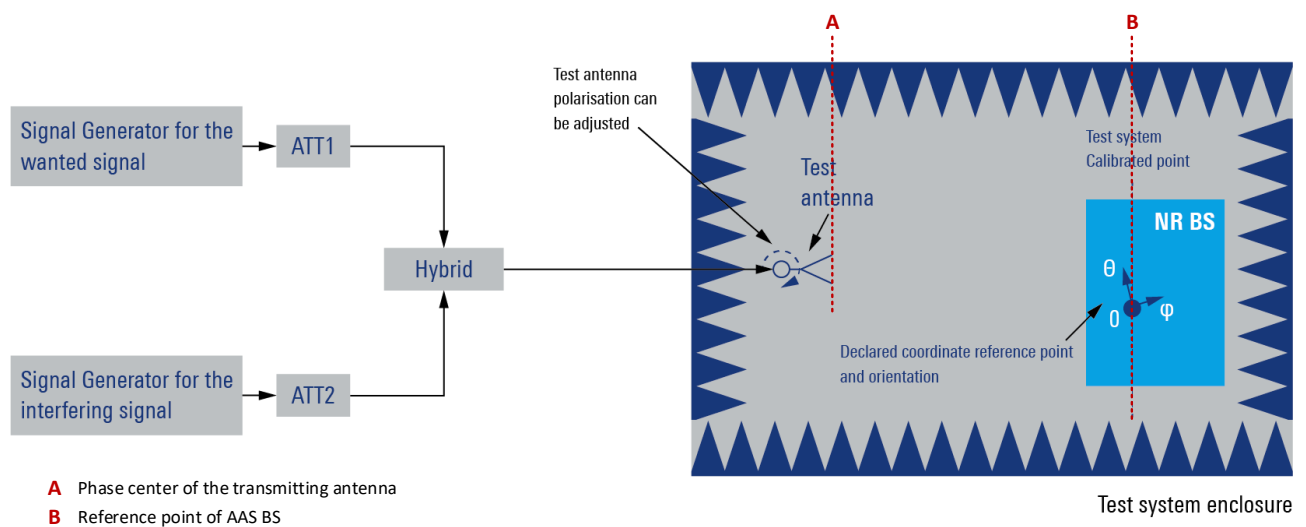 A
B
Test antenna
polarisation can
be adjusted
Signal Generator for the
wanted signal
ATT1
Test system
Calibrated point
Test
antenna
NR BS
Hybrid
θ
0
φ
Declared coordinate reference point
and orientation
Signal Generator for the
interfering signal
ATT2
A Phase center of the transmitting antenna
B Reference point of AAS BS
Test system enclosure